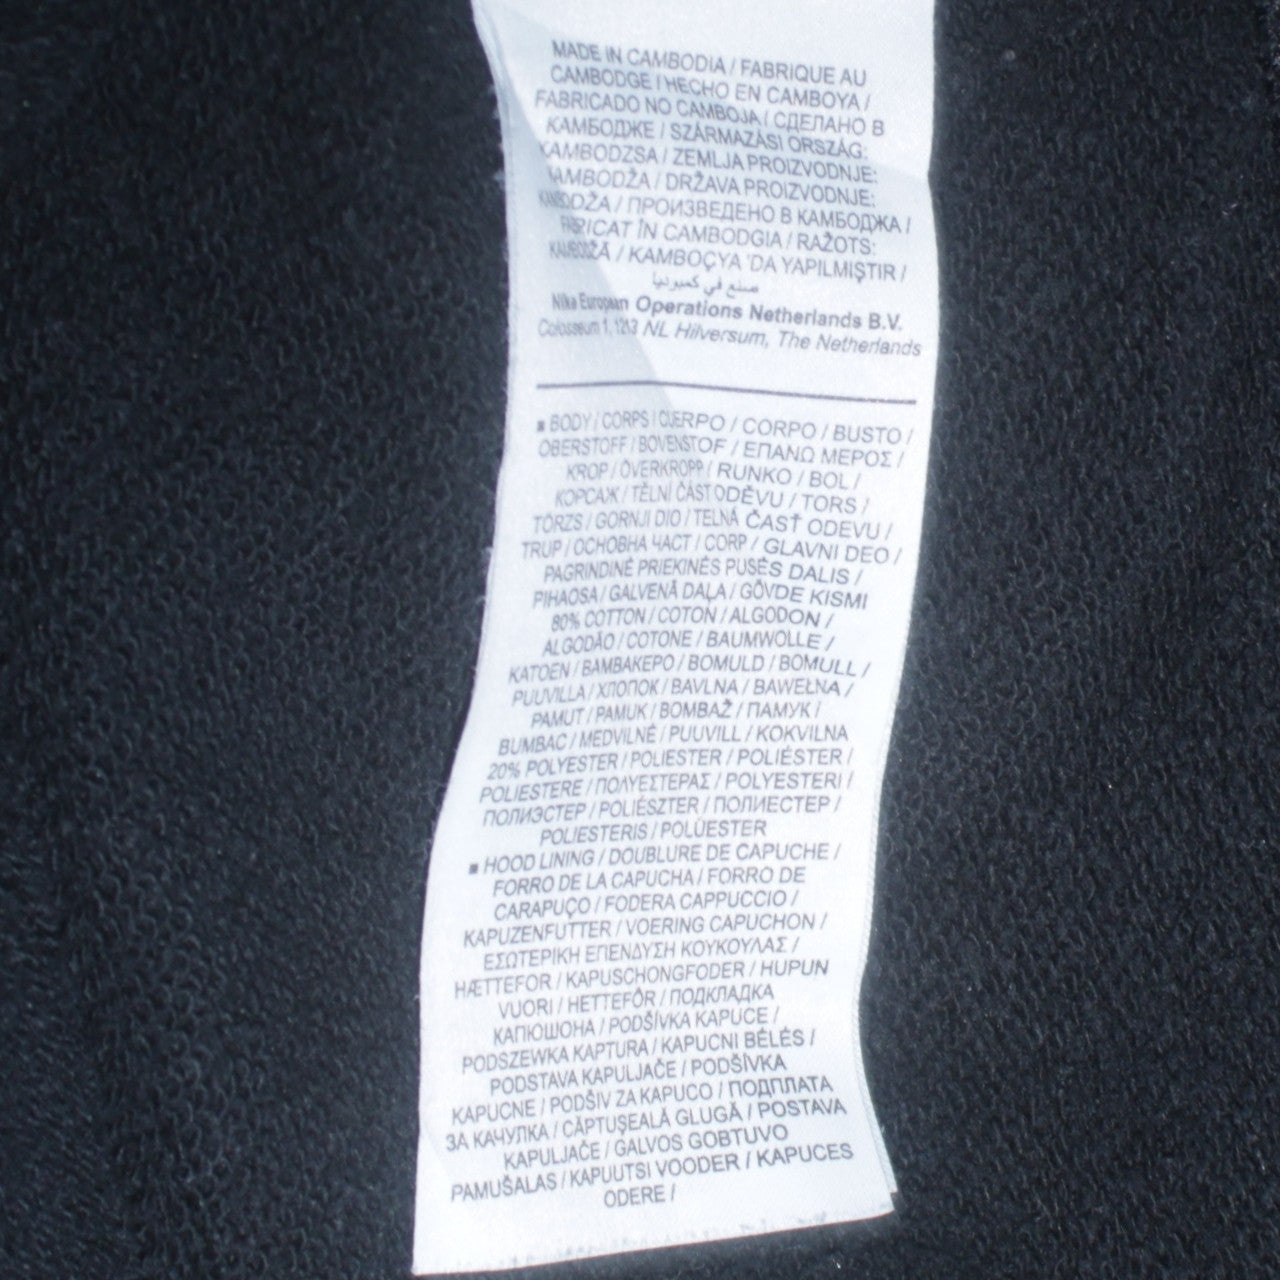 MADE IN CAMBODIA / FABRIQUE AU
CAMBODGE / HECHO EN CAMBOYA /
FABRICADO NO CAMBOJA / СДЕЛАНО В
КАМБОДЖЕ / SZÁRMAZÁSI ORSZÁG:
KAMBODZSA / ZEMLJA PROIZVODNJE:
KAMBODŽA / DRŽAVA PROIZVODNJE:
KAMBODŽA / ПРОИЗВЕДЕНО В КАМБОДЖА /
FABRICAT ÎN CAMBODGIA / RAŽOTS:
KAMBODŽĀ / KAMBOÇYA 'DA YAPILMIŞTIR /
صنع في كمبوديا
Nike European Operations Netherlands B.V.
Colosseum 1, 1213 NL Hilversum, The Netherlands
■ BODY / CORPS / CUERPO / CORPO / BUSTO /
OBERSTOFF / BOVENSTOF / ΕΠΑΝΩ ΜΕΡΟΣ /
KROP / ÖVERKROPP / RUNKO / BOL /
КОРСАЖ / TĚLNÍ ČÁST ODĚVU / TORS /
TÖRZS / GORNJI DIO / TELNÁ ČASŤ ODEVU /
TRUP / ОСНОВНА ЧАСТ / CORP / GLAVNI DEO /
PAGRINDINĖ PRIEKINĖS PUSĖS DALIS /
PIHAOSA / GALVENĀ DAĻA / GÖVDE KISMI
80% COTTON / COTON / ALGODON /
ALGODÃO / COTONE / BAUMWOLLE /
KATOEN / ΒΑΜΒΑΚΕΡΟ / BOMULD / BOMULL /
PUUVILLA / ХЛОПОК / BAVLNA / BAWEŁNA /
PAMUT / PAMUK / BOMBAŽ / ПАМУК /
BUMBAC / MEDVILNĖ / PUUVILL / KOKVILNA
20% POLYESTER / POLIESTER / POLIÉSTER /
POLIESTERE / ΠΟΛΥΕΣΤΕΡΑΣ / POLYESTERI /
ПОЛИЭСТЕР / POLIÉSZTER / ПОЛИЕСТЕР /
POLIESTERIS / POLÜESTER
■ HOOD LINING / DOUBLURE DE CAPUCHE /
FORRO DE LA CAPUCHA / FORRO DE
CARAPUÇO / FODERA CAPPUCCIO /
KAPUZENFUTTER / VOERING CAPUCHON /
ΕΣΩΤΕΡΙΚΗ ΕΠΕΝΔΥΣΗ ΚΟΥΚΟΥΛΑΣ /
HÆTTEFOR / KAPUSCHONGFODER / HUPUN
VUORI / HETTEFÔR / ПОДКЛАДКА
КАПЮШОНА / PODŠÍVKA KAPUCE /
PODSZEWKA KAPTURA / KAPUCNI BÉLÉS /
PODSTAVA KAPULJAČE / PODŠÍVKA
KAPUCNE / PODŠIV ZA KAPUCO / ПОДПЛАТА
ЗА КАЧУЛКА / CĂPTUŞEALĂ GLUGĂ / POSTAVA
KAPULJAČE / GALVOS GOBTUVO
PAMUŠALAS / KAPUUTSI VOODER / KAPUCES
ODERE /